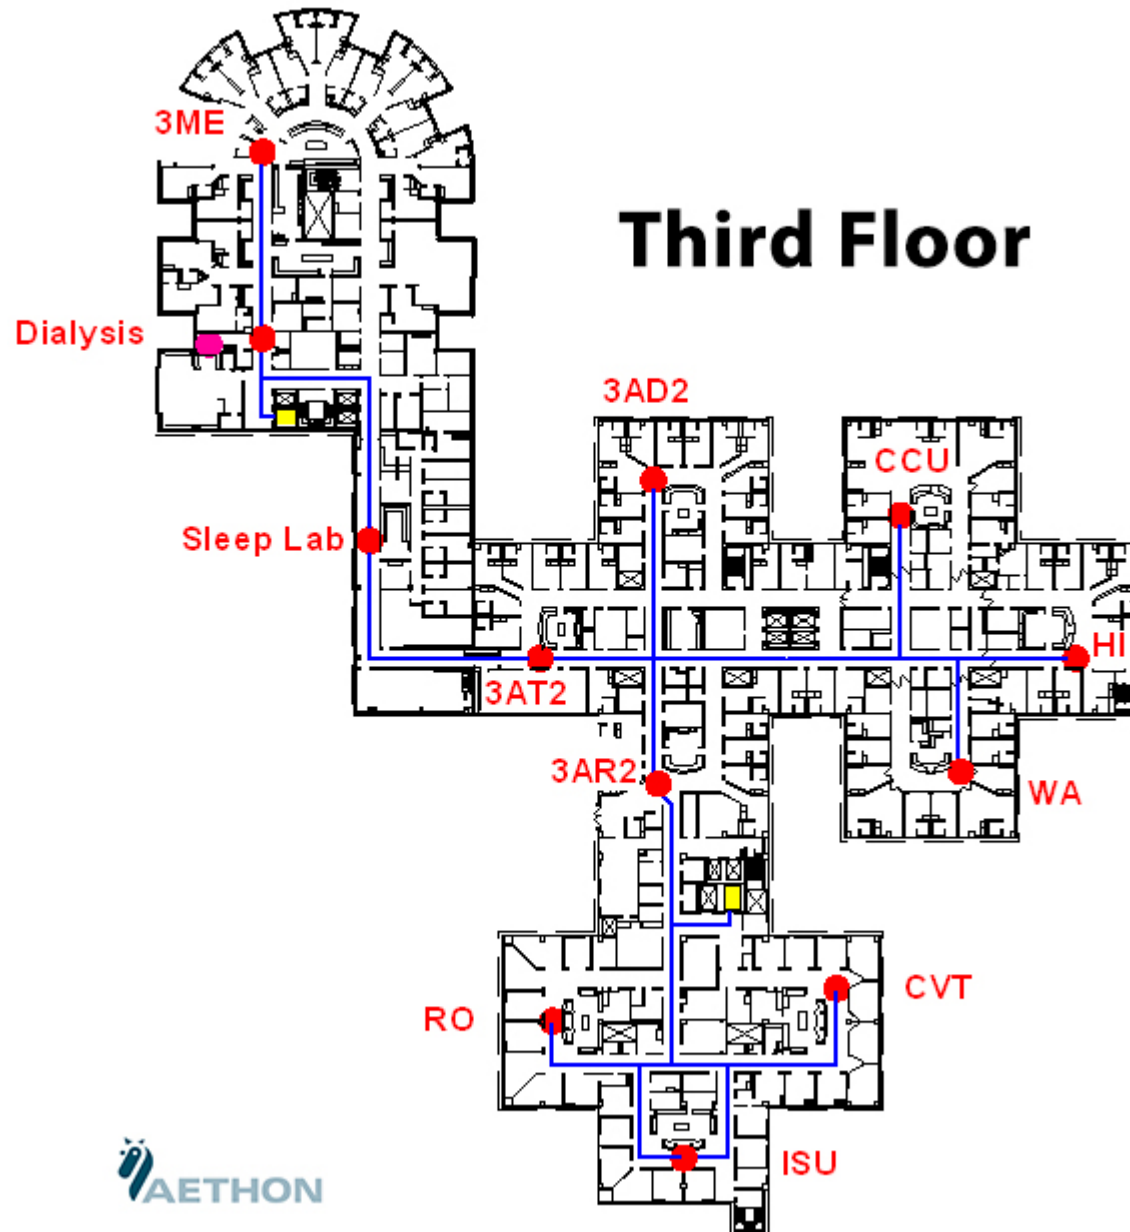 3ME
Third Floor
Dialysis
3AD2
CCU
Sleep Lab
HI
3AT2
3AR2
WA
CVT
RO
ISU
AETHON